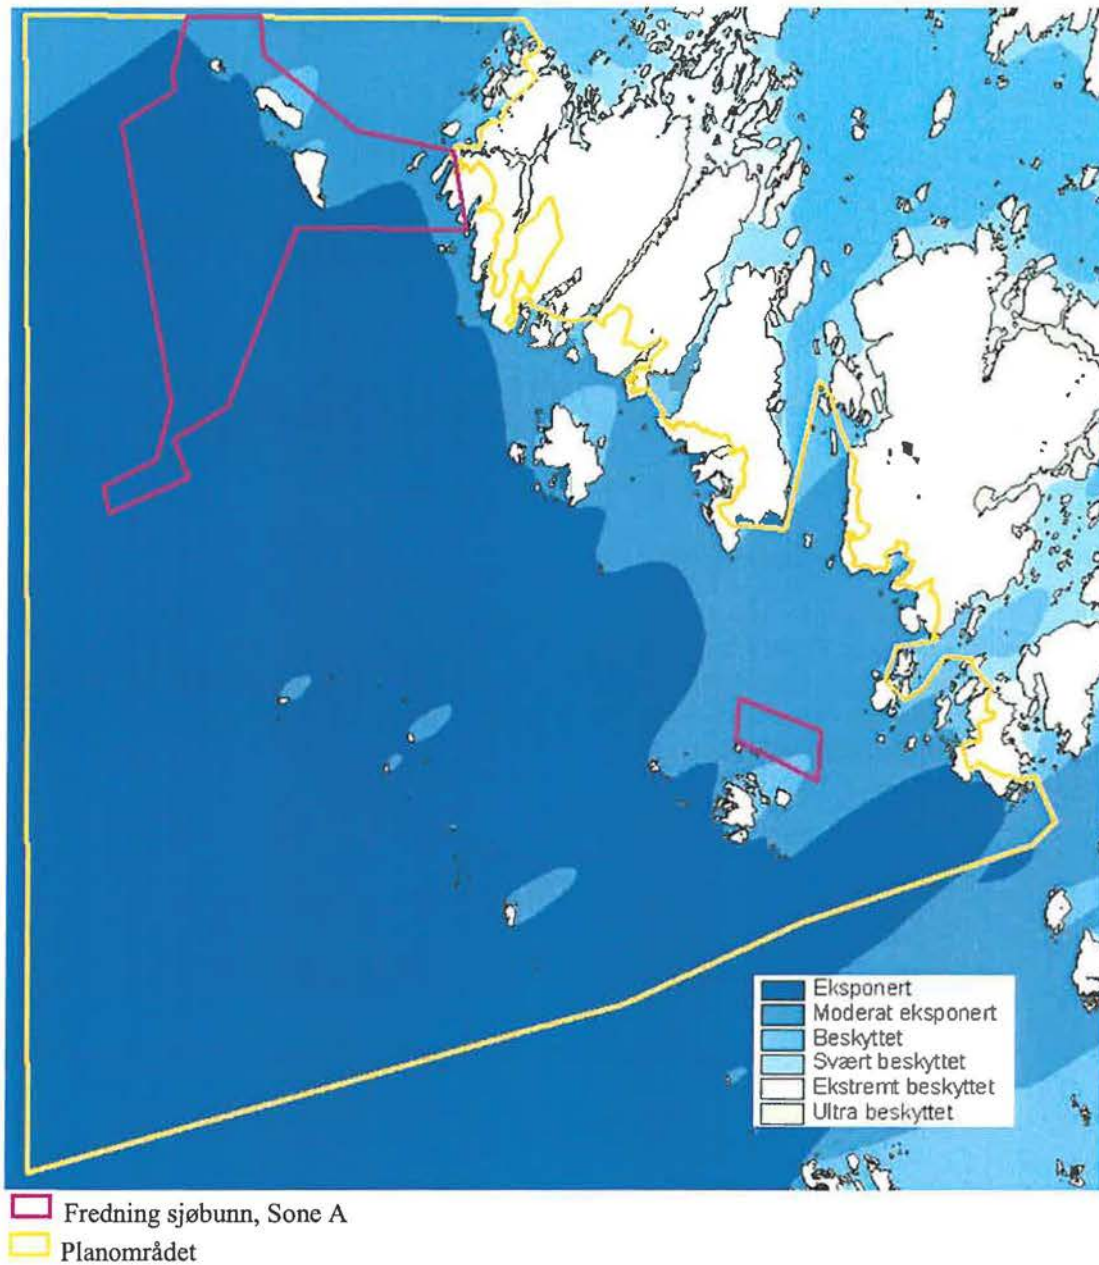 Eksponert
Moderat eksponert
Beskyttet
Svært beskyttet
Ekstremt beskyttet
Ultra beskyttet
Fredning sjøbunn, Sone A
Planområdet